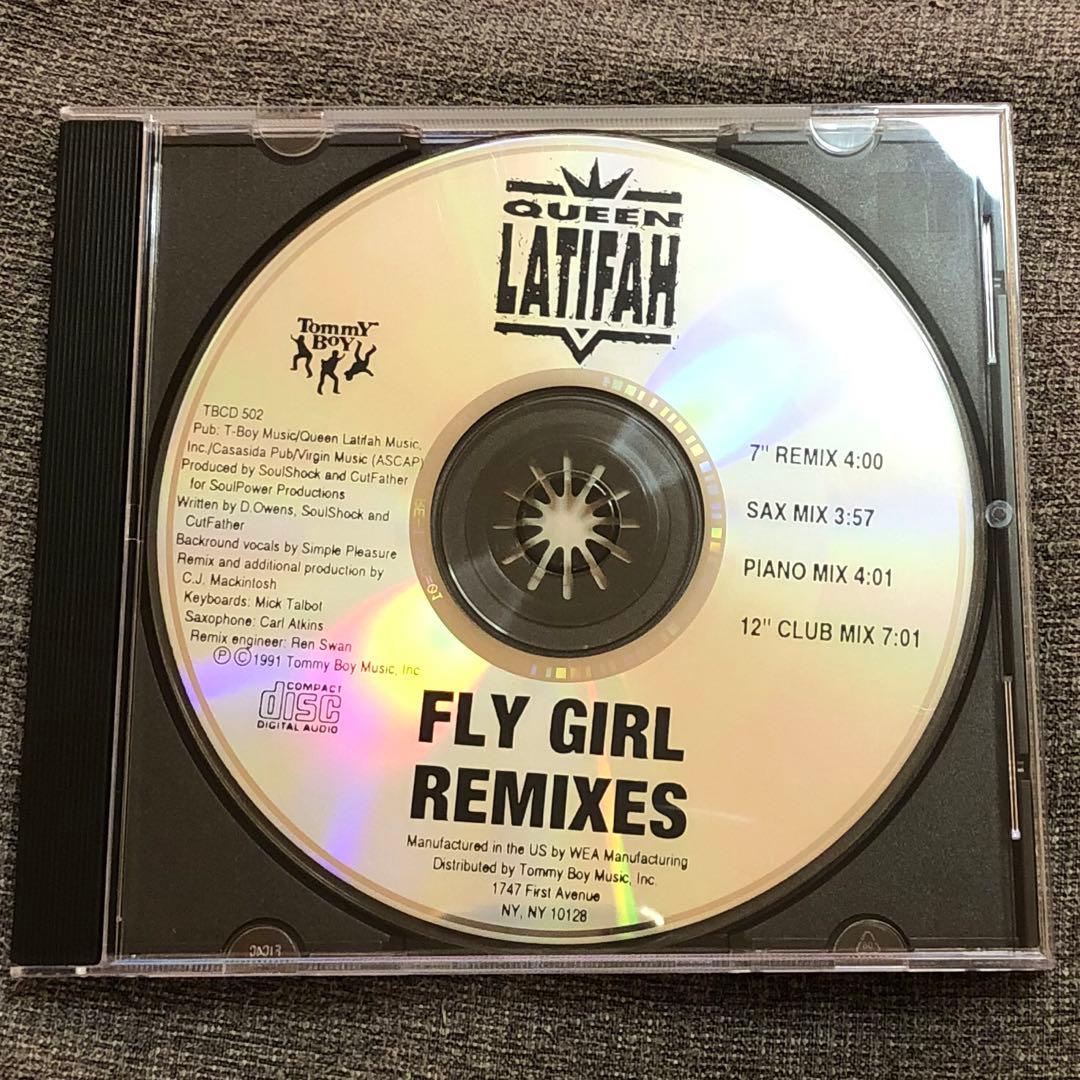 QUEEN
LATIFAH
Tommy
Boy
TBCD 502
Pub: T-Boy Music/Queen Latifah Music,
Inc./Casasida Pub/Virgin Music (ASCAP)
Produced by SoulShock and CutFather
for SoulPower Productions
Written by D.Owens, SoulShock and
CutFather
Backround vocals by Simple Pleasure
Remix and additional production by
C.J. Mackintosh
Keyboards: Mick Talbot
Saxophone: Carl Atkins
Remix engineer: Ren Swan
Ⓟ©1991 Tommy Boy Music, Inc
COMPACT
disc
DIGITAL AUDIO
7" REMIX 4:00
SAX MIX 3:57
PIANO MIX 4:01
12" CLUB MIX 7:01
FLY GIRL
REMIXES
Manufactured in the US by WEA Manufacturing
Distributed by Tommy Boy Music, Inc.
1747 First Avenue
NY, NY 10128